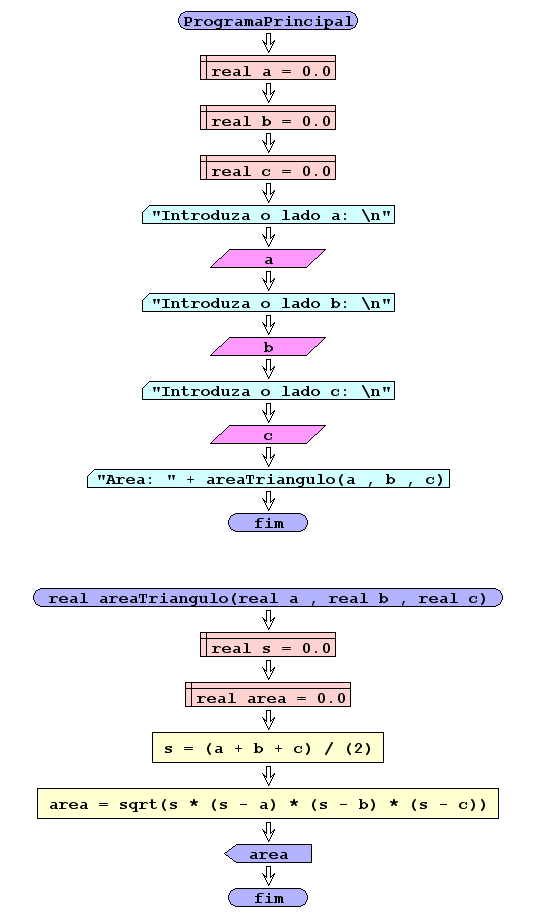 ProgramaPrincipal
real a = 0.0
real b = 0.0
real c = 0.0
"Introduza o lado a: \n"
a
"Introduza o lado b: \n"
b
"Introduza o lado c: \n"
c
"Area: " + areaTriangulo(a , b , c)
fim
real areaTriangulo(real a , real b , real c)
real s = 0.0
real area = 0.0
s = (a + b + c) / (2)
area = sqrt(s * (s - a) * (s - b) * (s - c))
area
fim